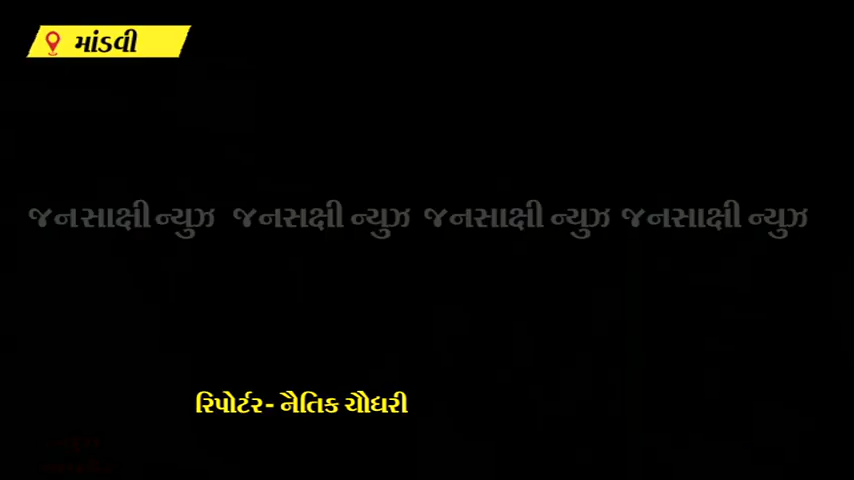 માંડવી
જનસાક્ષી ન્યુઝ જનસક્ષી ન્યુઝ જનસાક્ષી ન્યુઝ જનસાક્ષી ન્યુઝ
રિપોર્ટર- નૈતિક ચૌધરી